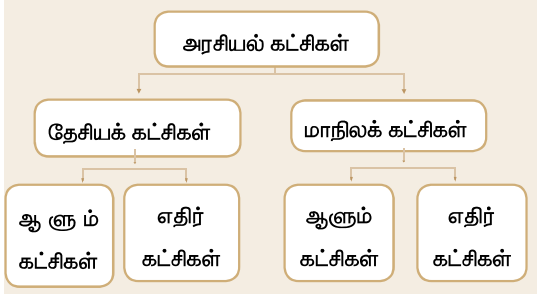 அரசியல் கட்சிகள்
தேசியக் கட்சிகள்
மாநிலக் கட்சிகள்
ஆ ளு ம்
கட்சிகள்
எதிர்
கட்சிகள்
ஆளும்
கட்சிகள்
எதிர்
கட்சிகள்